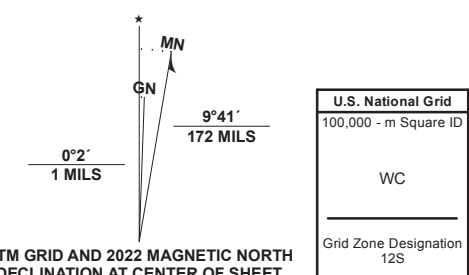 ★
MN
GN
9°41´
172 MILS
0°2´
1 MILS
TM GRID AND 2022 MAGNETIC NORTH
DECLINATION AT CENTER OF SHEET
U.S. National Grid
100,000 - m Square ID
WC
Grid Zone Designation
12S